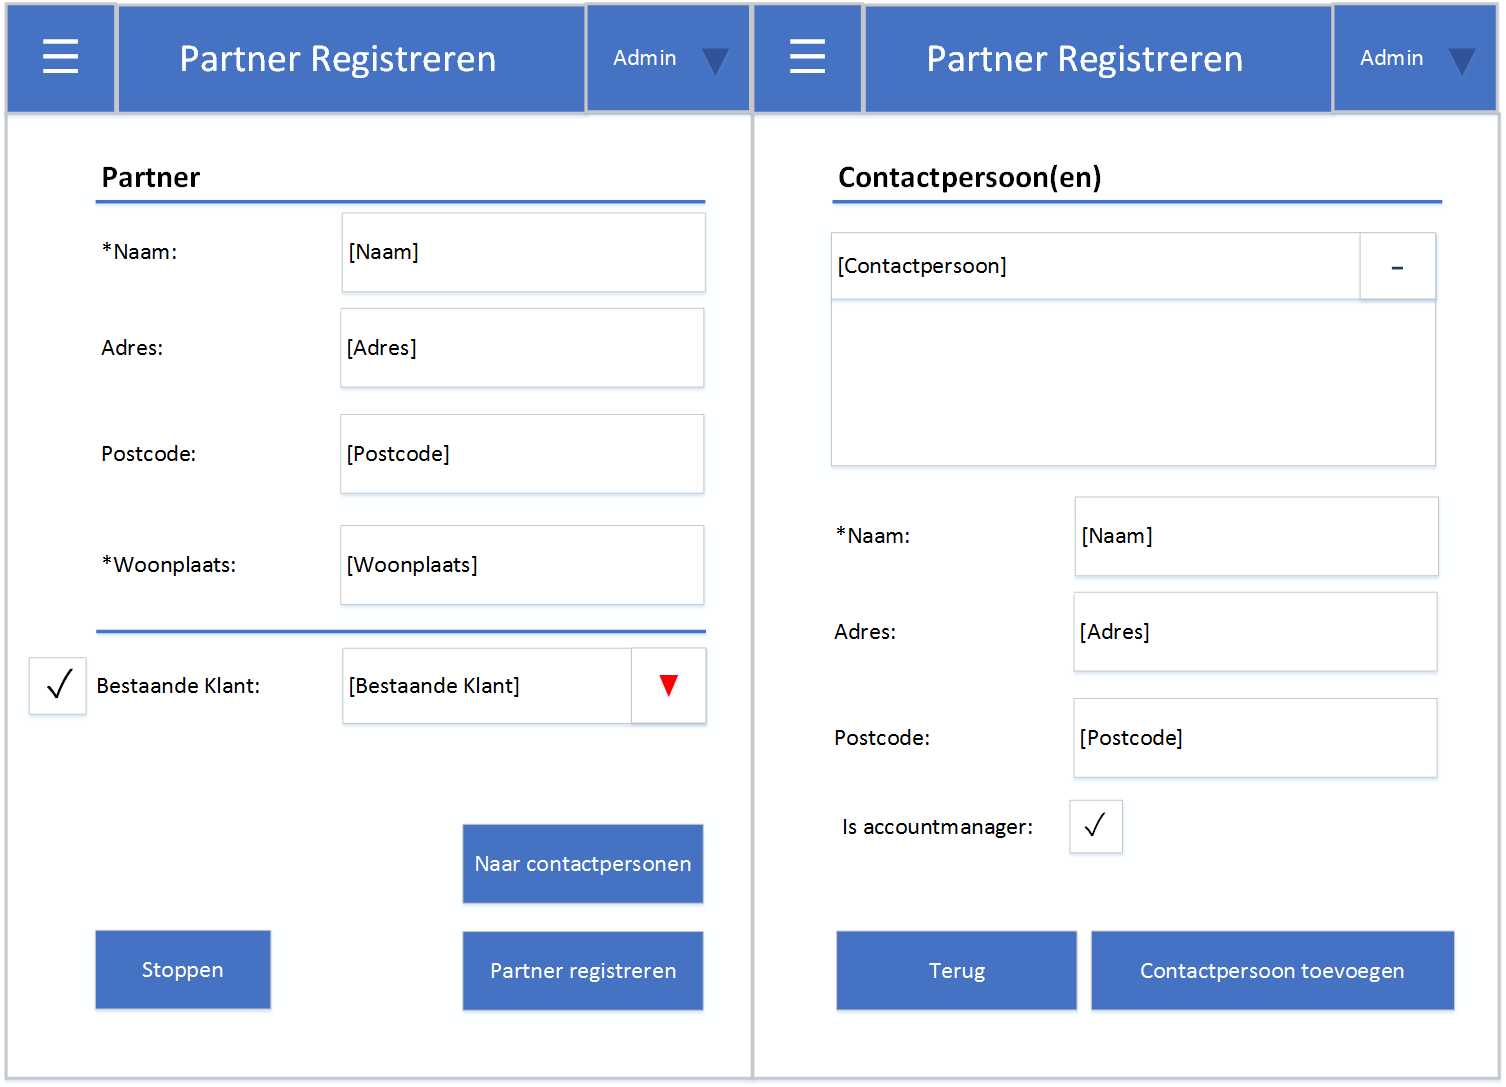 Partner Registreren
Admin
Partner
*Naam:
[Naam]
Adres:
[Adres]
Postcode:
[Postcode]
*Woonplaats:
[Woonplaats]
✓
Bestaande Klant:
[Bestaande Klant]
Naar contactpersonen
Stoppen
Partner registreren
Partner Registreren
Admin
Contactpersoon(en)
[Contactpersoon]
-
*Naam:
[Naam]
Adres:
[Adres]
Postcode:
[Postcode]
Is accountmanager:
✓
Terug
Contactpersoon toevoegen